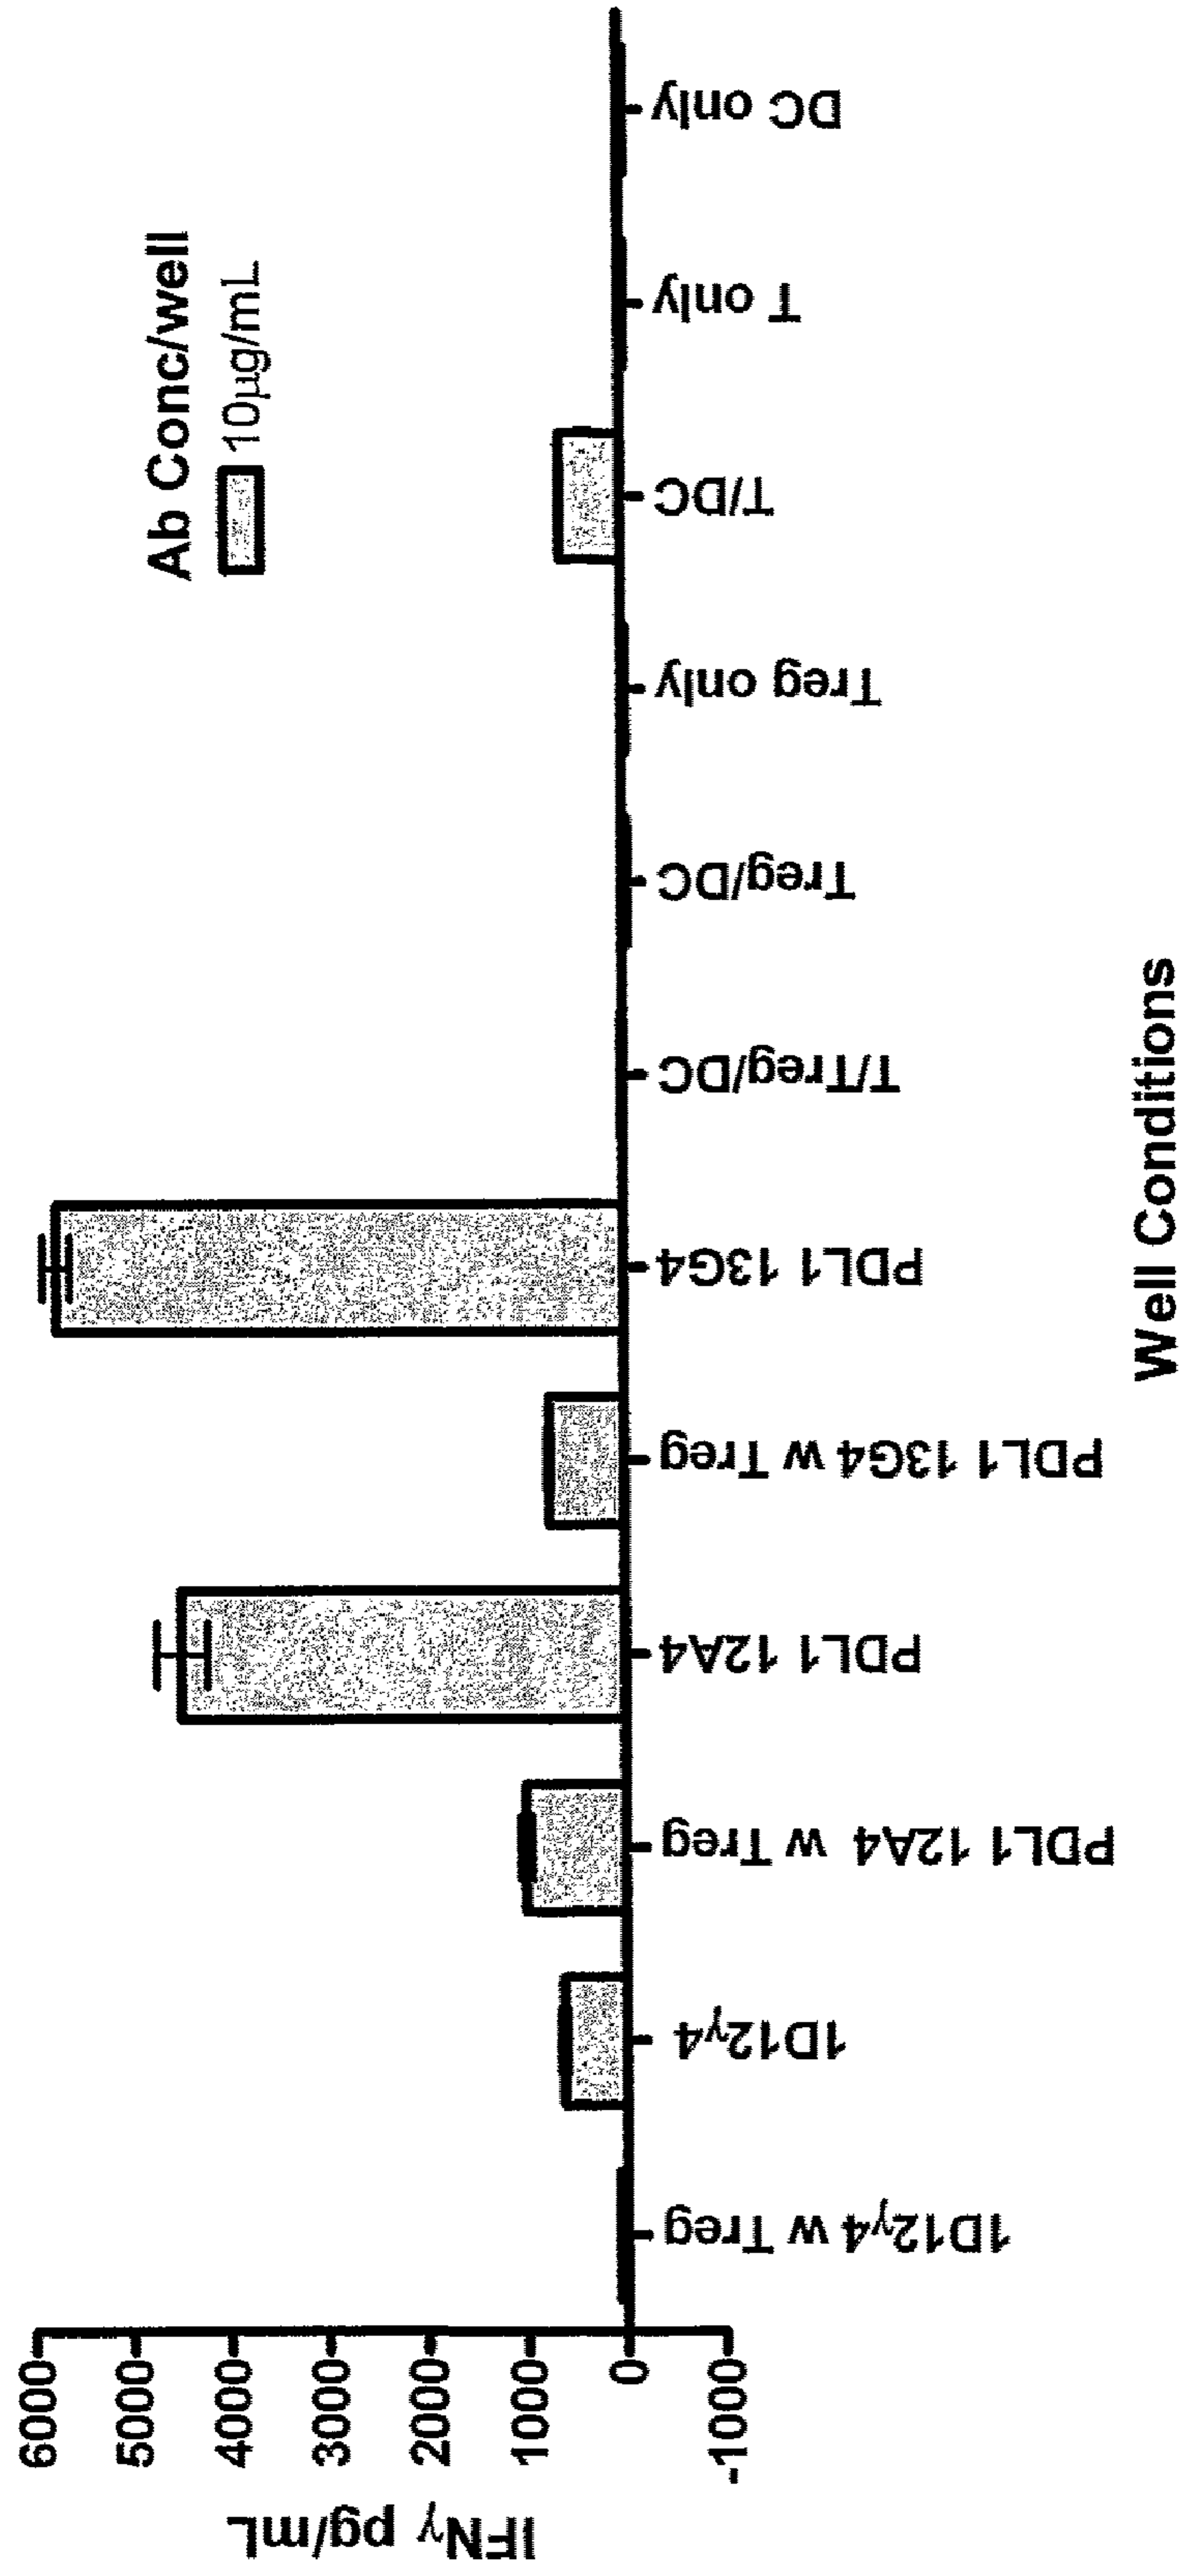 Ab Conc/well
10µg/mL
IFNγ pg/mL
6000
5000
4000
3000
2000
1000
0
-1000
1D12γ4 w Treg
1D12γ4
PDL1 12A4 w Treg
PDL1 12A4
PDL1 13G4 w Treg
PDL1 13G4
T/Treg/DC
Treg/DC
Treg only
T/DC
T only
DC only
Well Conditions